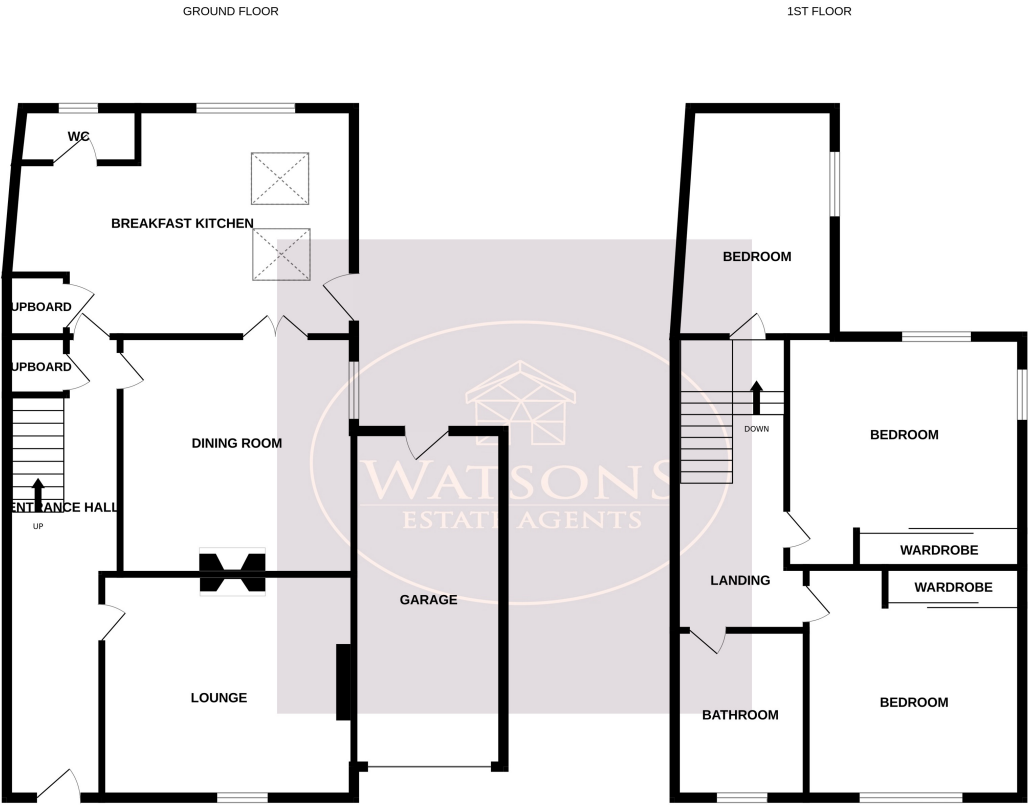 GROUND FLOOR
1ST FLOOR
WC
BREAKFAST KITCHEN
UPBOARD
UPBOARD
DINING ROOM
ENTRANCE HALL
UP
LOUNGE
GARAGE
WATSONS
ESTATE AGENTS
BEDROOM
DOWN
BEDROOM
WARDROBE
WARDROBE
LANDING
BATHROOM
BEDROOM